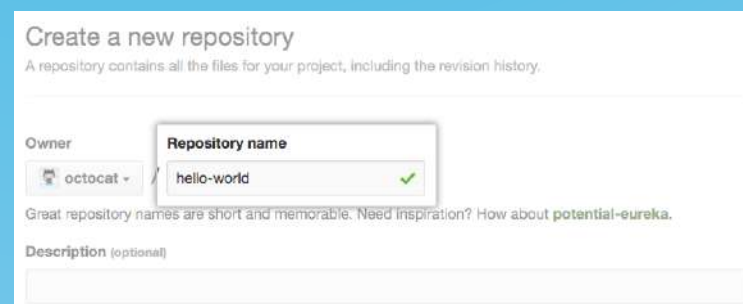 Create a new repository
A repository contains all the files for your project, including the revision history.
Owner
Repository name
octocat
/
hello-world
Great repository names are short and memorable. Need inspiration? How about potential-eureka.
Description (optional)